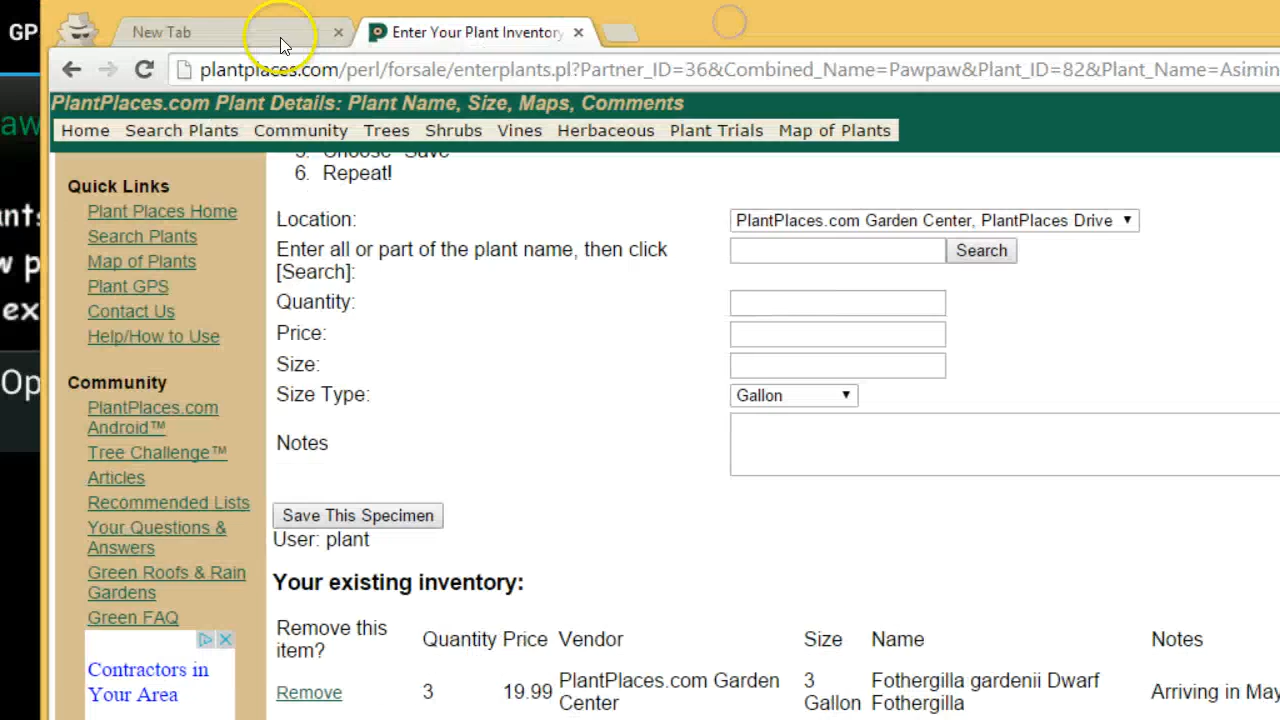 GP
New Tab
Enter Your Plant Inventory
plantplaces.com/perl/forsale/enterplants.pl?Partner_ID=36&Combined_Name=Pawpaw&Plant_ID=82&Plant_Name=Asimin
PlantPlaces.com Plant Details: Plant Name, Size, Maps, Comments
Home Search Plants Community Trees Shrubs Vines Herbaceous Plant Trials Map of Plants
aw
nts
w p
ex
Op
Quick Links
Plant Places Home
Search Plants
Map of Plants
Plant GPS
Contact Us
Help/How to Use
Community
PlantPlaces.com
Android™
Tree Challenge™
Articles
Recommended Lists
Your Questions &
Answers
Green Roofs & Rain
Gardens
Green FAQ
Contractors in
Your Area
5. Choose "Save"
6. Repeat!
Location: PlantPlaces.com Garden Center, PlantPlaces Drive
Enter all or part of the plant name, then click
[Search]: Search
Quantity:
Price:
Size:
Size Type: Gallon
Notes
Save This Specimen
User: plant
Your existing inventory:
Remove this
item? Quantity Price Vendor Size Name Notes
Remove 3 19.99 PlantPlaces.com Garden
Center 3
Gallon Fothergilla gardenii Dwarf
Fothergilla Arriving in May